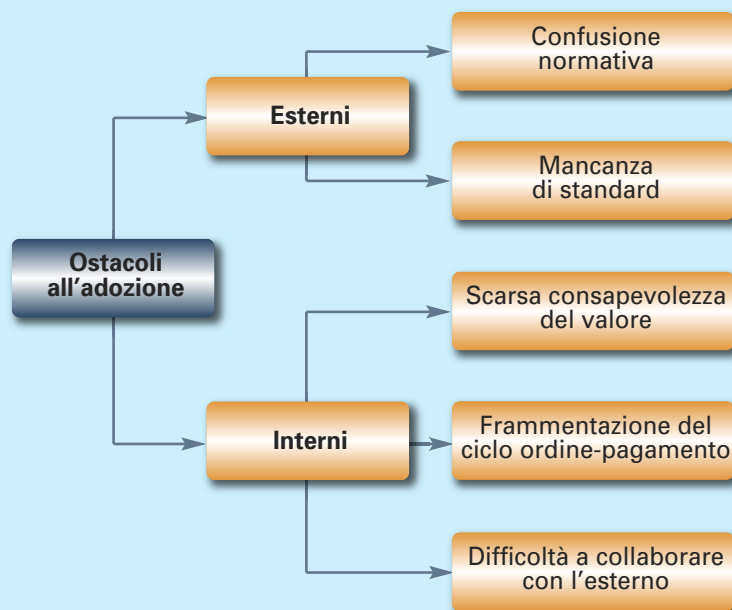 Ostacoli
all’adozione
Esterni
Confusione
normativa
Mancanza
di standard
Interni
Scarsa consapevolezza
del valore
Frammentazione del
ciclo ordine-pagamento
Difficoltà a collaborare
con l’esterno